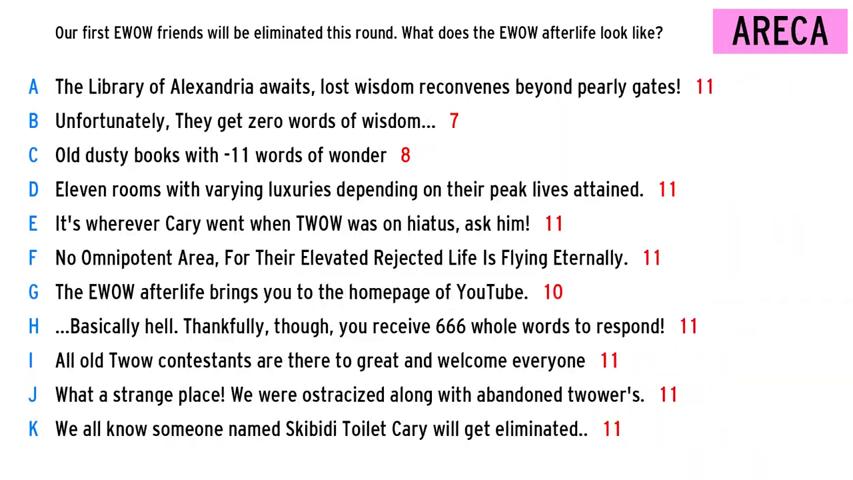 Our first EWOW friends will be eliminated this round. What does the EWOW afterlife look like?
ARECA
A The Library of Alexandria awaits, lost wisdom reconvenes beyond pearly gates! 11
B Unfortunately, They get zero words of wisdom... 7
C Old dusty books with -11 words of wonder 8
D Eleven rooms with varying luxuries depending on their peak lives attained. 11
E It's wherever Cary went when TWOW was on hiatus, ask him! 11
F No Omnipotent Area, For Their Elevated Rejected Life Is Flying Eternally. 11
G The EWOW afterlife brings you to the homepage of YouTube. 10
H ...Basically hell. Thankfully, though, you receive 666 whole words to respond! 11
I All old Twow contestants are there to great and welcome everyone 11
J What a strange place! We were ostracized along with abandoned twower's. 11
K We all know someone named Skibidi Toilet Cary will get eliminated.. 11